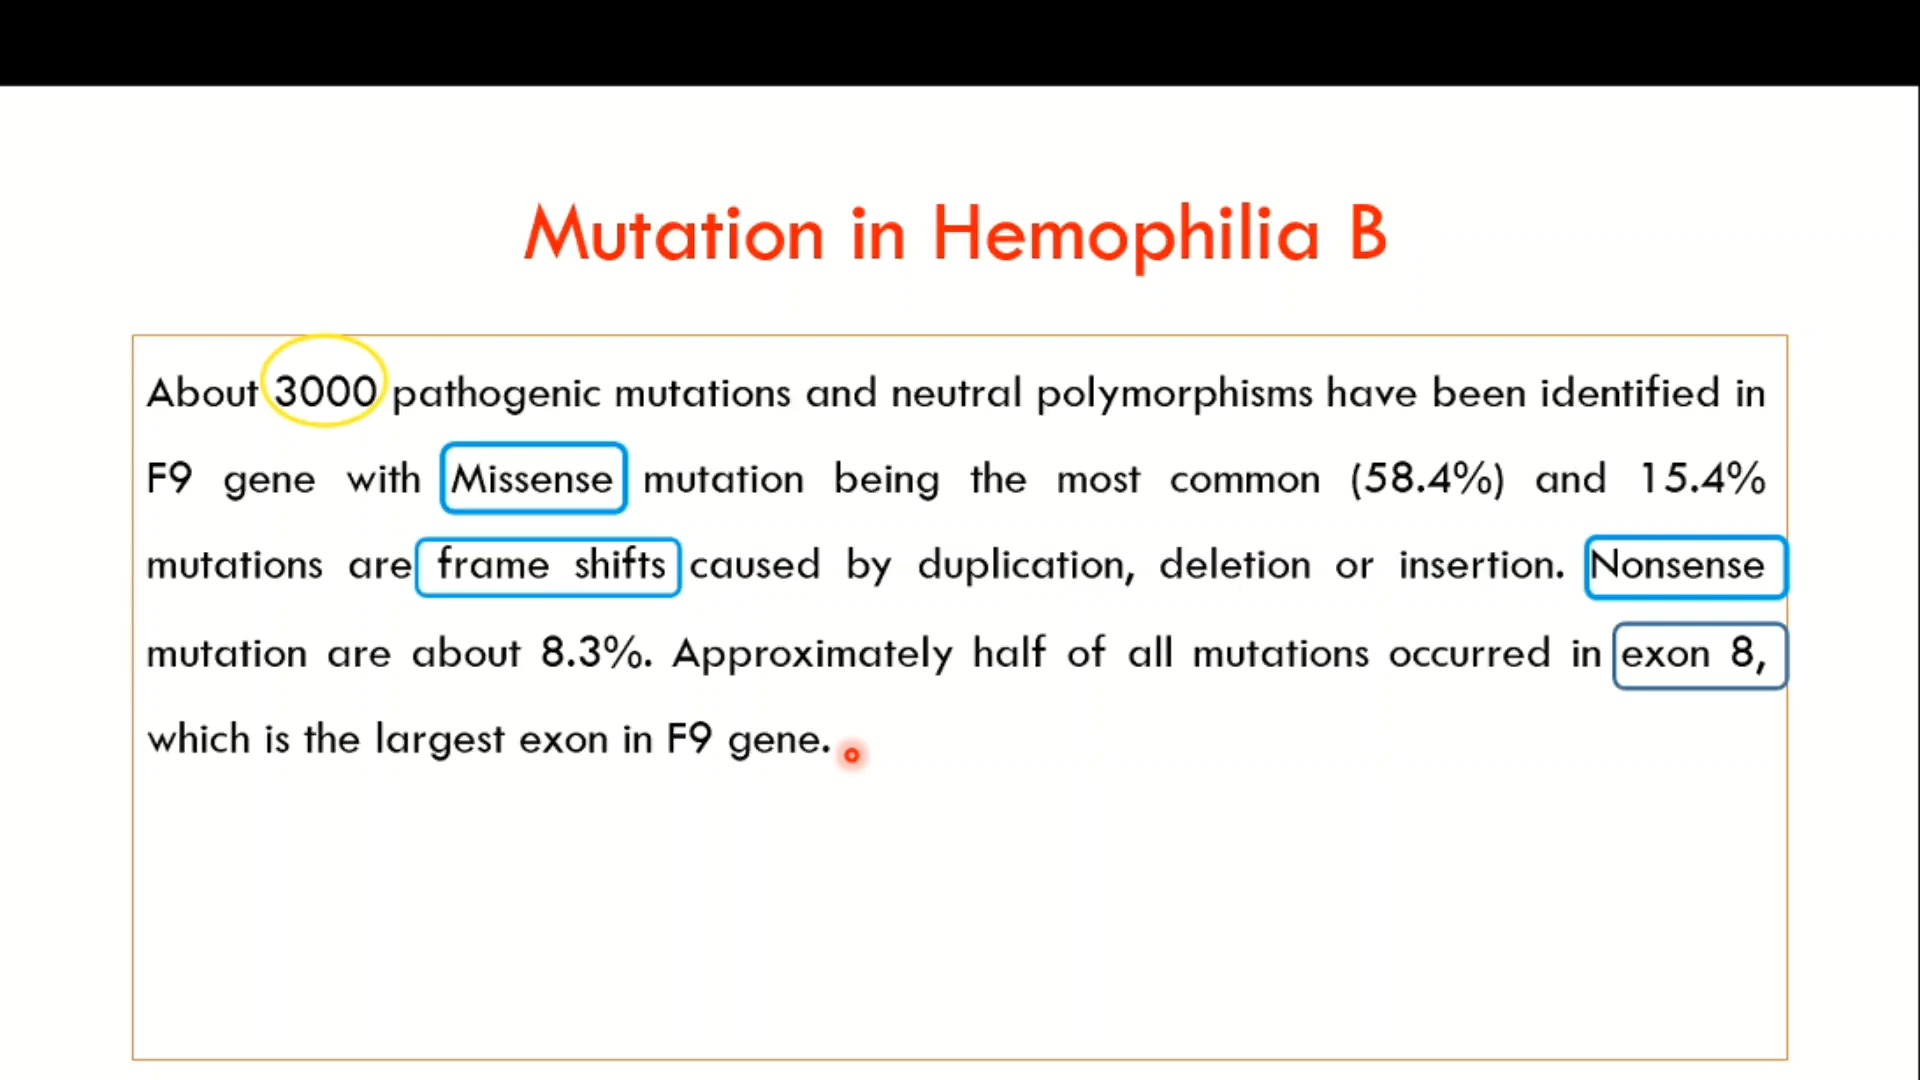 Mutation in Hemophilia B
About 3000 pathogenic mutations and neutral polymorphisms have been identified in
F9 gene with Missense mutation being the most common (58.4%) and 15.4%
mutations are frame shifts caused by duplication, deletion or insertion. Nonsense
mutation are about 8.3%. Approximately half of all mutations occurred in exon 8,
which is the largest exon in F9 gene.